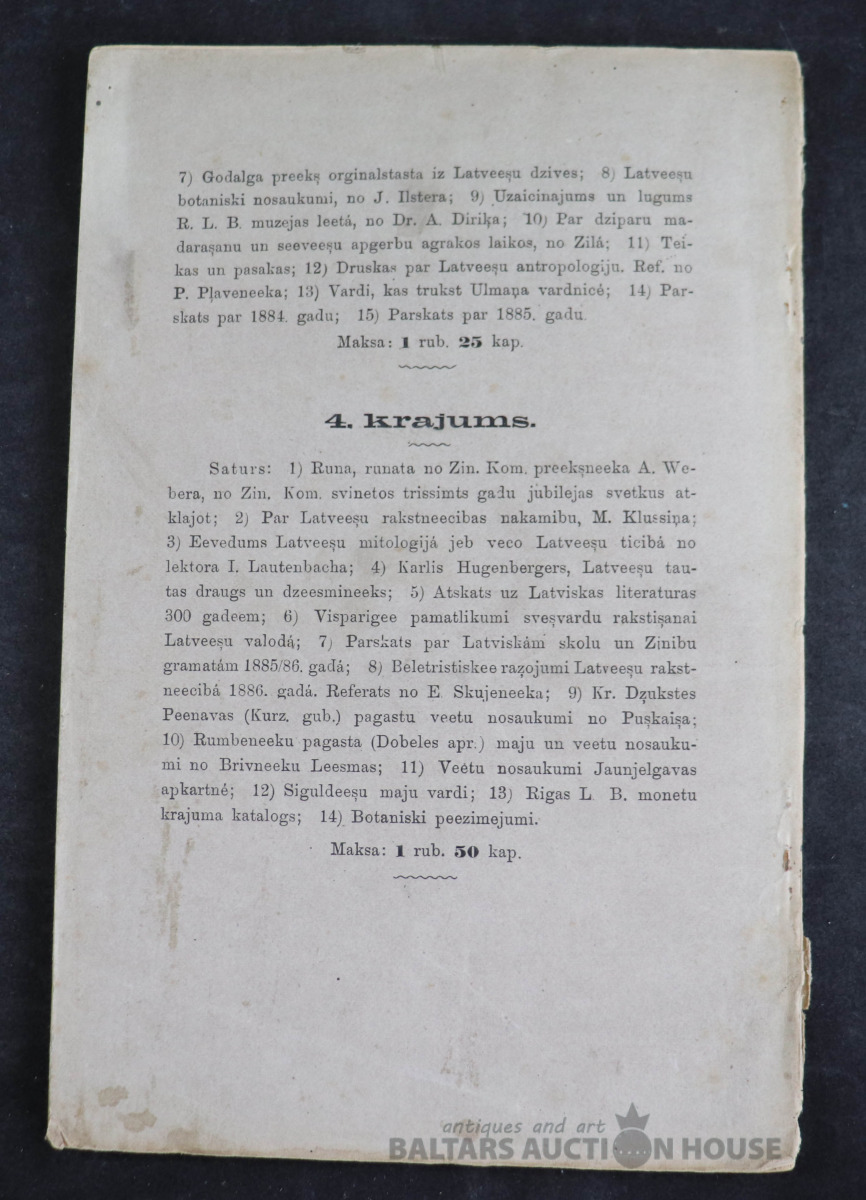 7) Godalga preekş orginalstasta iz Latveeşu dzives; 8) Latveeşu
botaniski nosaukumi, no J. Ilstera; 9) Uzaicinajums un lugums
R. L. B. muzejas leetá, no Dr. A. Diriķa; 10) Par dziparu ma-
daraşanu un seeveeşu apgerbu agrakos laikos, no Zilá; 11) Tei-
kas un pasakas; 12) Druskas par Latveeşu antropologiju. Ref. no
P. Pļaveneeka; 13) Vardi, kas trukst Ulmaņa vardnicé; 14) Par-
skats par 1884. gadu; 15) Parskats par 1885. gadu.
Maksa: 1 rub. 25 kap.
4. krajums.
Saturs: 1) Runa, runata no Zin. Kom. preekşneeka A. We-
bera, no Zin. Kom. svinetos trissimts gadu jubilejas svetkus at-
klajot; 2) Par Latveeşu rakstneecibas nakamibu, M. Klussiņa;
3) Eevedums Latveeşu mitologijá jeb veco Latveeşu ticibá no
lektora I. Lautenbacha; 4) Karlis Hugenbergers, Latveeşu tau-
tas draugs un dzeesmineeks; 5) Atskats uz Latviskas literaturas
300 gadeem; 6) Visparigee pamatlikumi sveşvardu rakstişanai
Latveeşu valodá; 7) Parskats par Latviskám skolu un Zinibu
gramatám 1885/86. gadá; 8) Beletristiskee razojumi Latveeşu rakst-
neecibá 1886. gadá. Referats no E. Skujeneeka; 9) Kr. Dzukstes
Peenavas (Kurz. gub.) pagastu veetu nosaukumi no Puşkaişa;
10) Rumbeneeku pagasta (Dobeles apr.) maju un veetu nosauku-
mi no Brivneeku Leesmas; 11) Veetu nosaukumi Jaunjelgavas
apkartné; 12) Siguldeeşu maju vardi; 13) Rigas L. B. monetu
krajuma katalogs; 14) Botaniski peezimejumi.
Maksa: 1 rub. 50 kap.
antiques and art
BALTARS AUCTION HOUSE